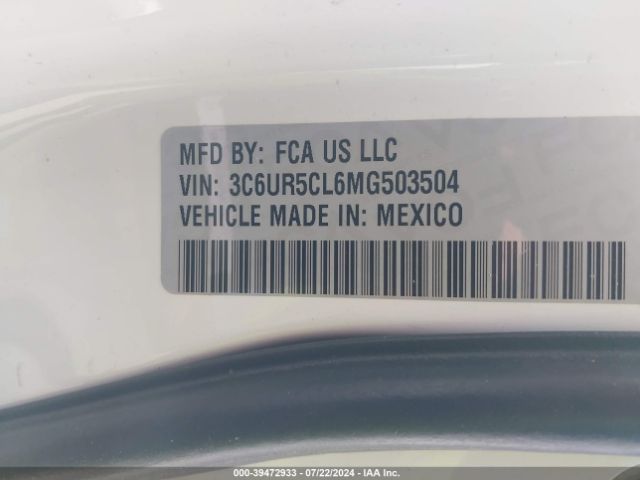 MFD BY: FCA US LLC
VIN: 3C6UR5CL6MG503504
VEHICLE MADE IN: MEXICO
000-39472933 - 07/22/2024 - IAA Inc.